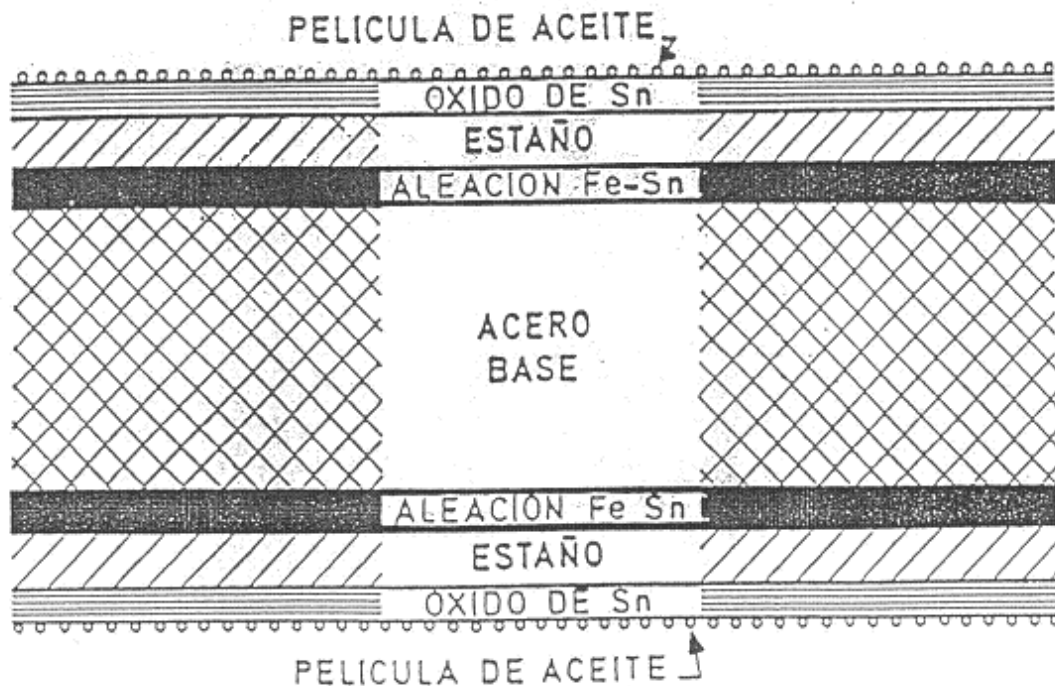 PELICULA DE ACEITE
OXIDO DE Sn
ESTAÑO
ALEACION Fe-Sn
ACERO
BASE
ALEACIÓN Fe Sn
ESTAÑO
OXIDO DE Sn
PELICULA DE ACEITE